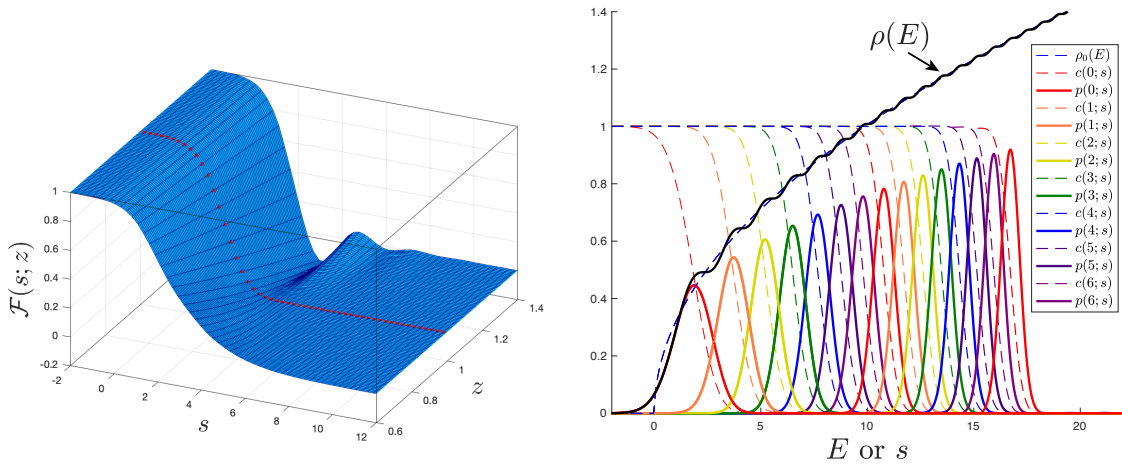 F(s; z)
1
0.8
0.6
0.4
0.2
0
-0.2
-2
0
2
4
6
8
10
12
s
0.6
0.8
1
1.2
1.4
z
1.4
1.2
1
0.8
0.6
0.4
0.2
0
0
5
10
15
20
E or s
ρ(E)
ρ₀(E)
c(0; s)
p(0; s)
c(1; s)
p(1; s)
c(2; s)
p(2; s)
c(3; s)
p(3; s)
c(4; s)
p(4; s)
c(5; s)
p(5; s)
c(6; s)
p(6; s)